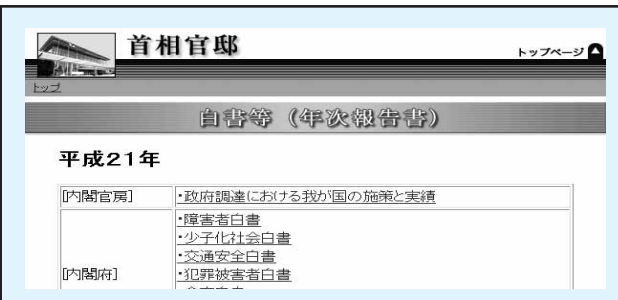 首相官邸
トップページ
トップ
白書等（年次報告書）
平成21年
[内閣官房]
・政府調達における我が国の施策と実績
[内閣府]
・障害者白書
・少子化社会白書
・交通安全白書
・犯罪被害者白書